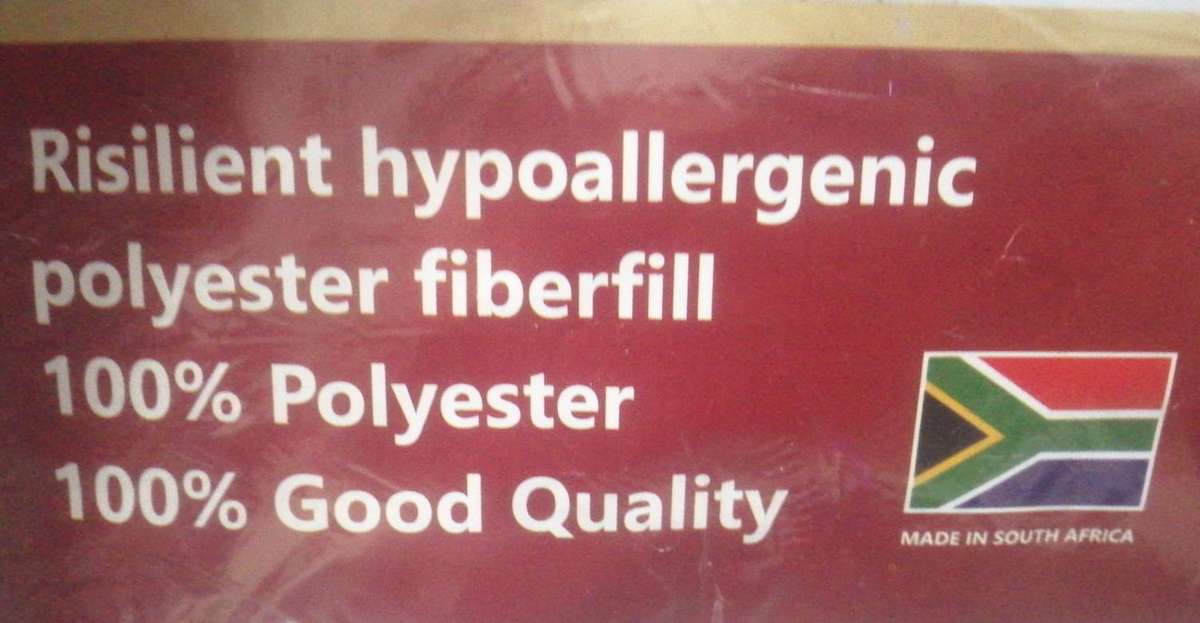 Risilient hypoallergenic
polyester fiberfill
100% Polyester
100% Good Quality
MADE IN SOUTH AFRICA